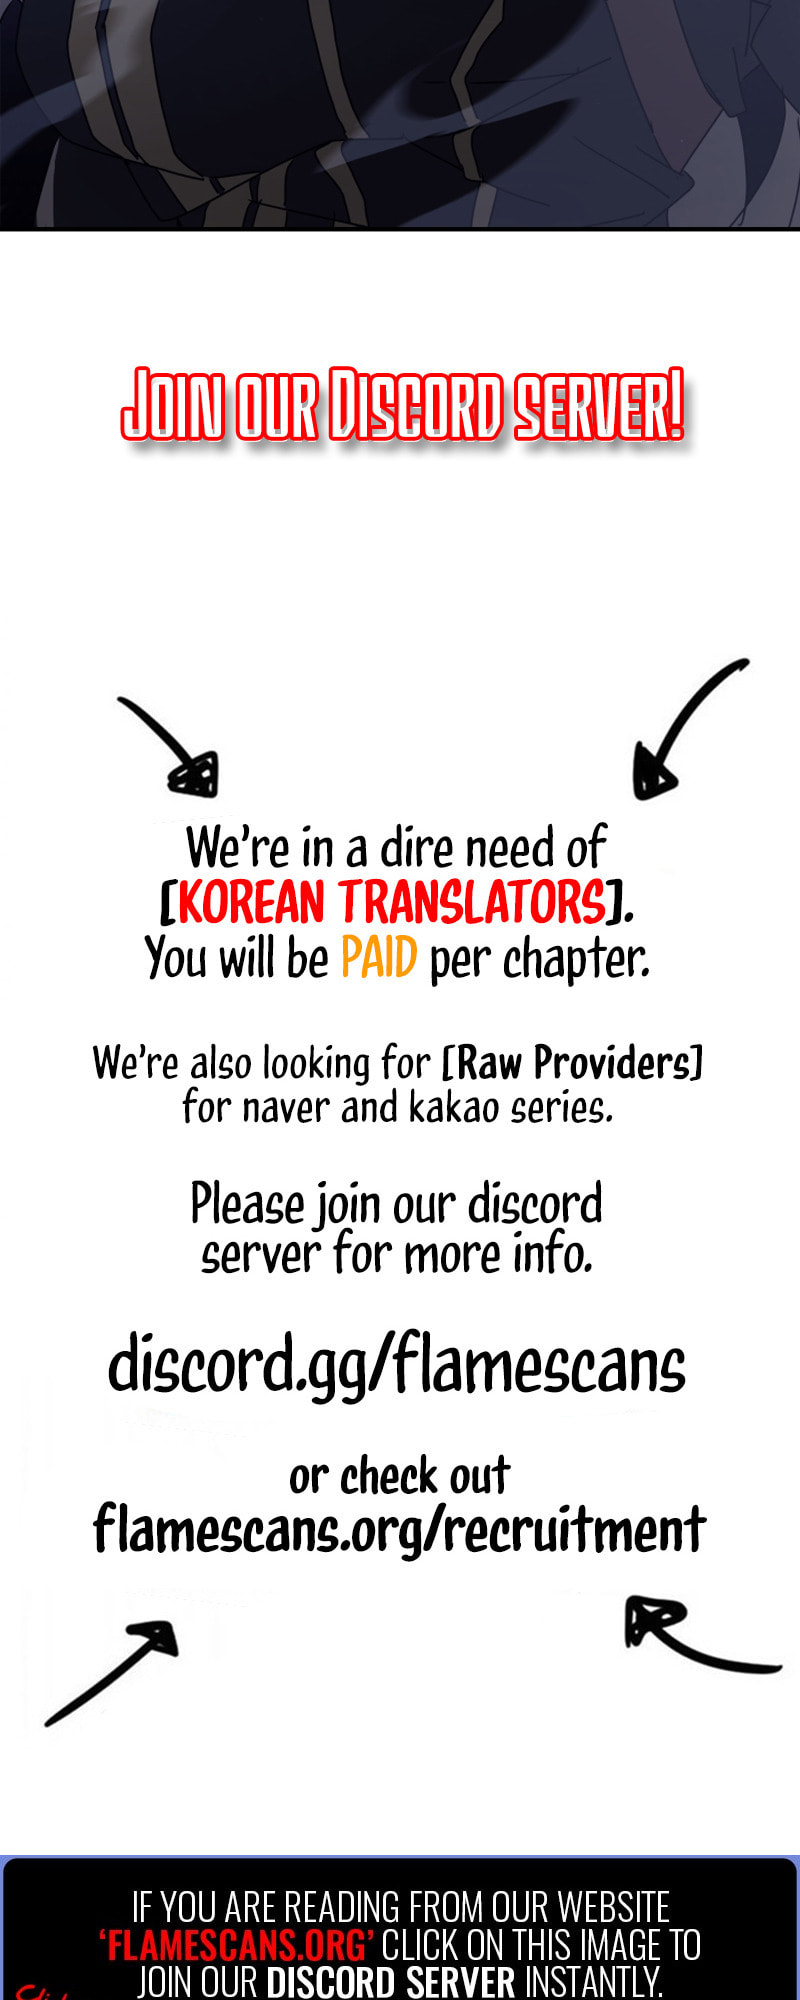 Join our Discord server!
We're in a dire need of
[KOREAN TRANSLATORS].
You will be PAID per chapter.
We're also looking for [Raw Providers]
for naver and kakao series.
Please join our discord
server for more info.
discord.gg/flamescans
or check out
flamescans.org/recruitment
IF YOU ARE READING FROM OUR WEBSITE
'FLAMESCANS.ORG' CLICK ON THIS IMAGE TO
JOIN OUR DISCORD SERVER INSTANTLY.